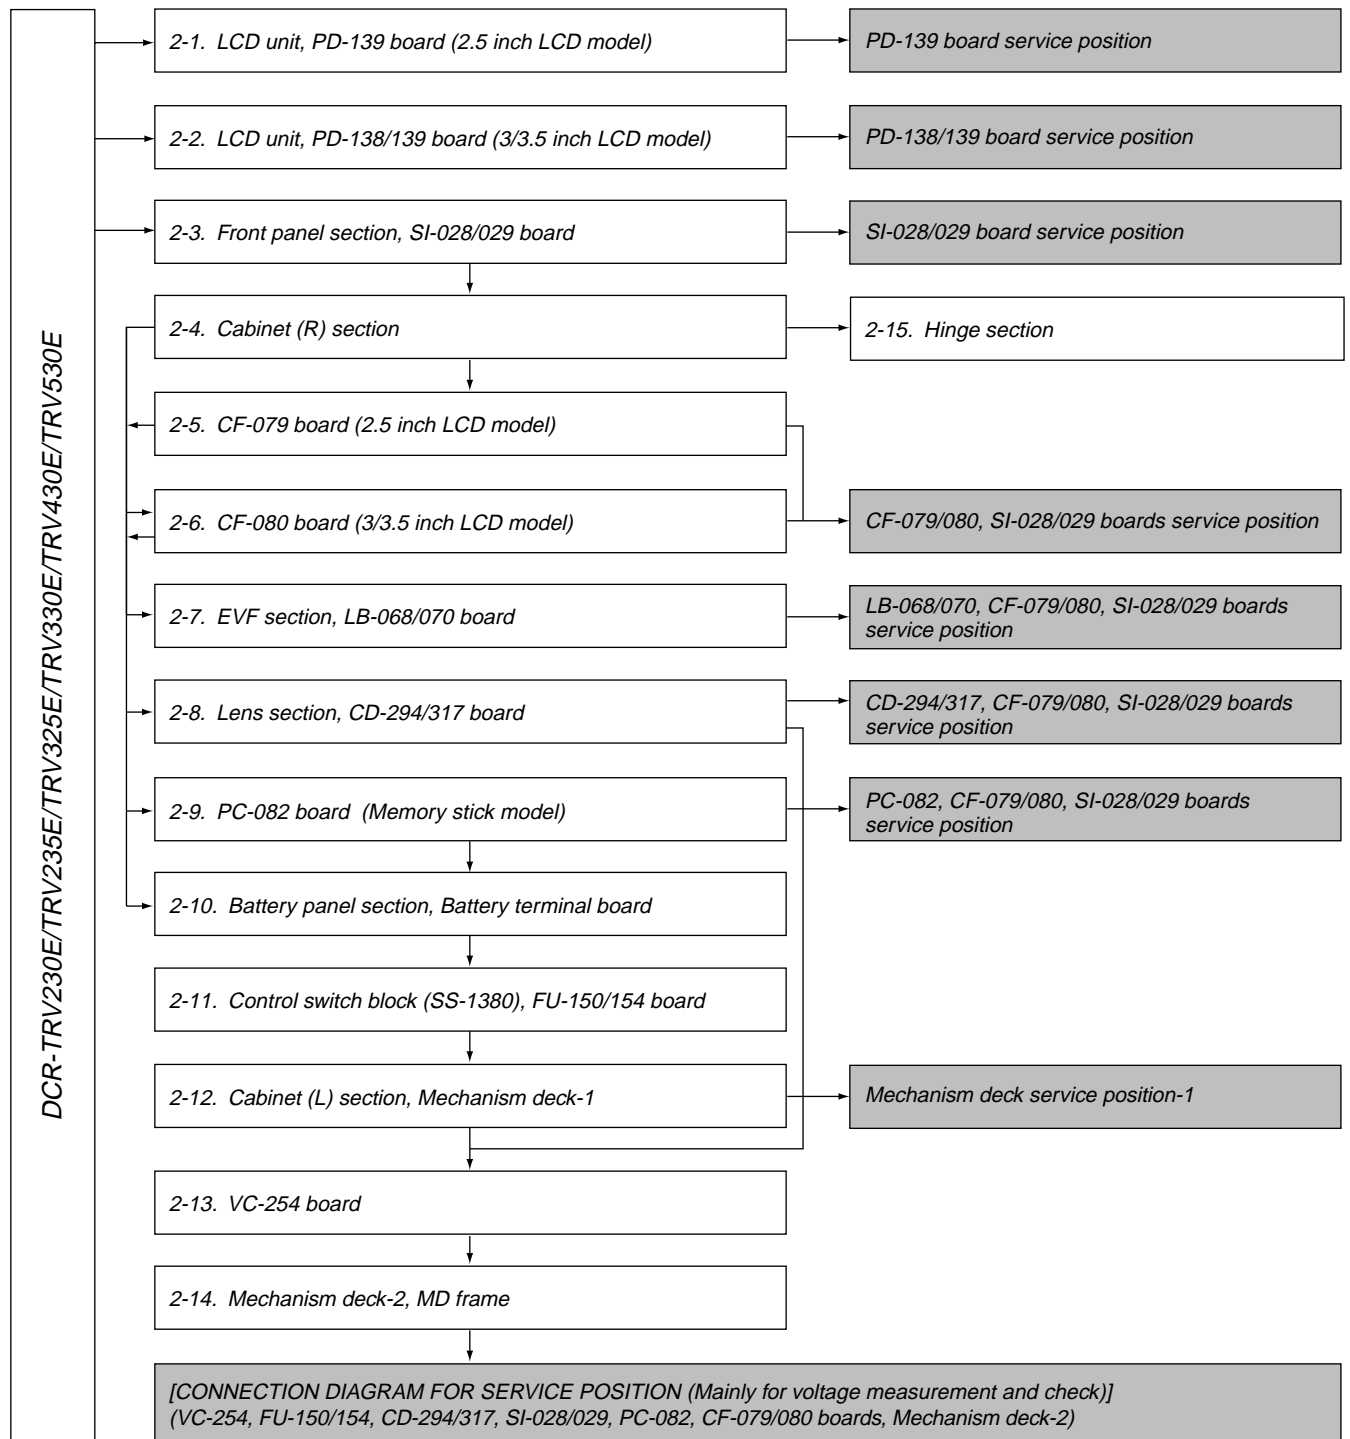 DCR-TRV230E/TRV235E/TRV325E/TRV330E/TRV430E/TRV530E
2-1. LCD unit, PD-139 board (2.5 inch LCD model)
PD-139 board service position
2-2. LCD unit, PD-138/139 board (3/3.5 inch LCD model)
PD-138/139 board service position
2-3. Front panel section, SI-028/029 board
SI-028/029 board service position
2-4. Cabinet (R) section
2-15. Hinge section
2-5. CF-079 board (2.5 inch LCD model)
2-6. CF-080 board (3/3.5 inch LCD model)
CF-079/080, SI-028/029 boards service position
2-7. EVF section, LB-068/070 board
LB-068/070, CF-079/080, SI-028/029 boards
service position
2-8. Lens section, CD-294/317 board
CD-294/317, CF-079/080, SI-028/029 boards
service position
2-9. PC-082 board (Memory stick model)
PC-082, CF-079/080, SI-028/029 boards
service position
2-10. Battery panel section, Battery terminal board
2-11. Control switch block (SS-1380), FU-150/154 board
2-12. Cabinet (L) section, Mechanism deck-1
Mechanism deck service position-1
2-13. VC-254 board
2-14. Mechanism deck-2, MD frame
[CONNECTION DIAGRAM FOR SERVICE POSITION (Mainly for voltage measurement and check)]
(VC-254, FU-150/154, CD-294/317, SI-028/029, PC-082, CF-079/080 boards, Mechanism deck-2)